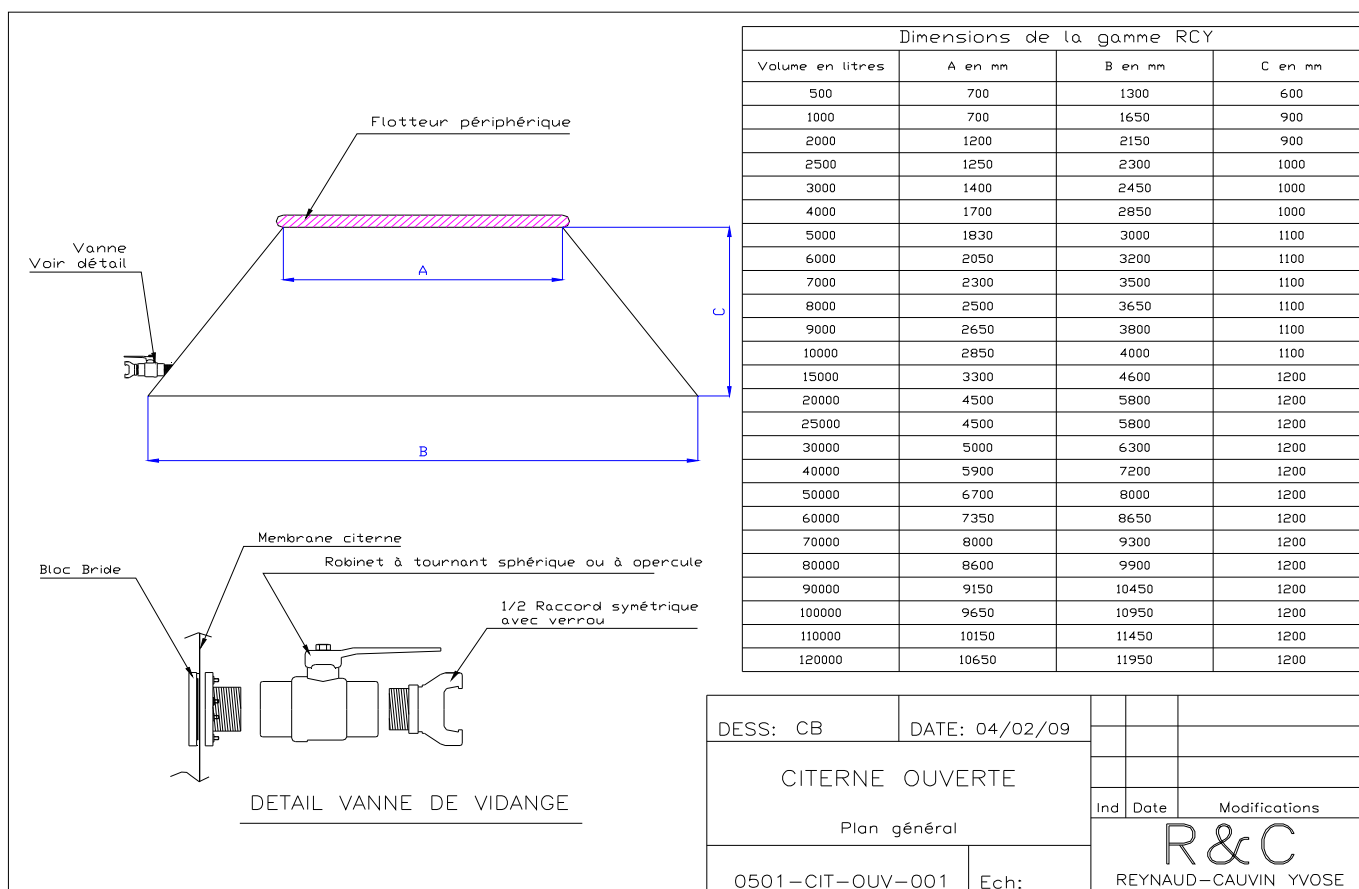 Dimensions de la gamme RCY
Volume en litres A en mm B en mm C en mm
500 700 1300 600
1000 700 1650 900
2000 1200 2150 900
2500 1250 2300 1000
3000 1400 2450 1000
4000 1700 2850 1000
5000 1830 3000 1100
6000 2050 3200 1100
7000 2300 3500 1100
8000 2500 3650 1100
9000 2650 3800 1100
10000 2850 4000 1100
15000 3300 4600 1200
20000 4500 5800 1200
25000 4500 5800 1200
30000 5000 6300 1200
40000 5900 7200 1200
50000 6700 8000 1200
60000 7350 8650 1200
70000 8000 9300 1200
80000 8600 9900 1200
90000 9150 10450 1200
100000 9650 10950 1200
110000 10150 11450 1200
120000 10650 11950 1200
Flotteur périphérique
Vanne
Voir détail
A
C
B
Membrane citerne
Bloc Bride
Robinet à tournant sphérique ou à opercule
1/2 Raccord symétrique
avec verrou
DETAIL VANNE DE VIDANGE
DESS: CB DATE: 04/02/09
CITERNE OUVERTE
Plan général
0501-CIT-OUV-001 Ech:
Ind Date Modifications
R&C
REYNAUD-CAUVIN YVOSE